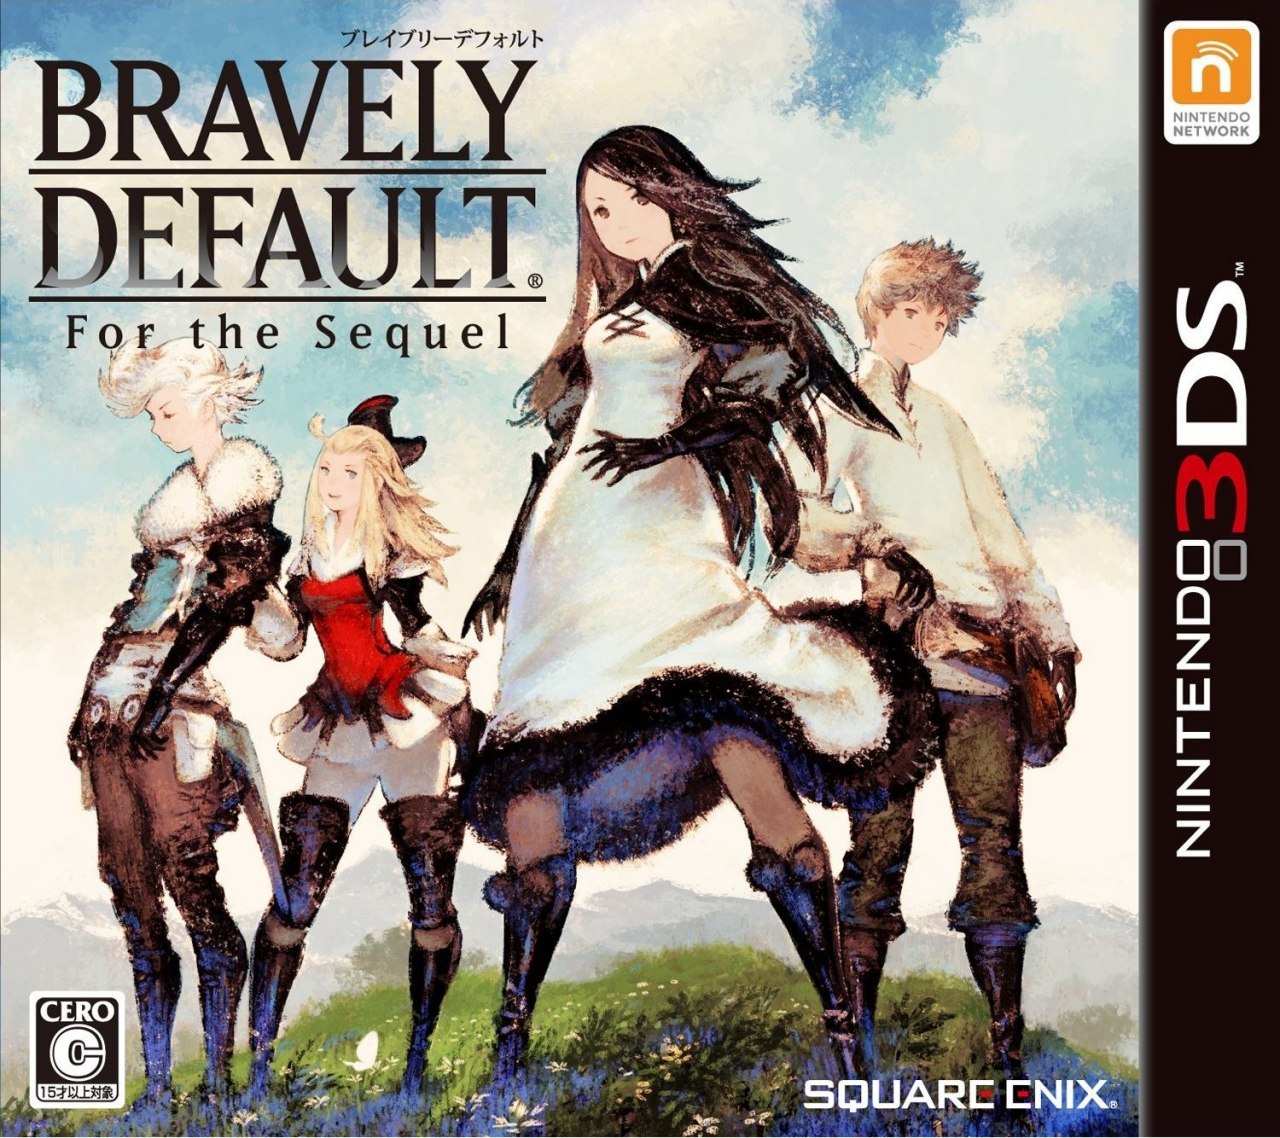 ブレイブリーデフォルト
BRAVELY
DEFAULT®
For the Sequel
NINTENDO
NETWORK
NINTENDO 3DS™
CERO
C
15才以上対象
SQUARE ENIX®